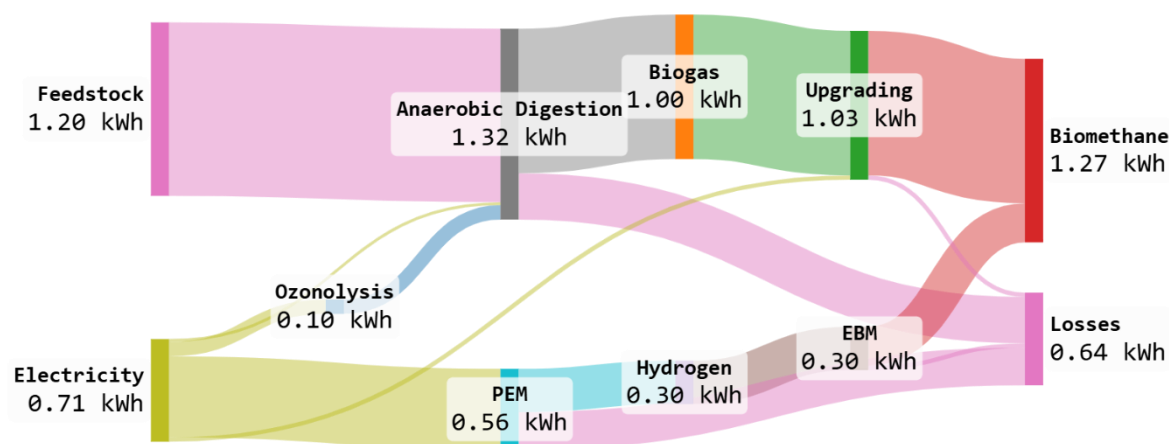 Feedstock
1.20 kWh
Anaerobic Digestion
1.32 kWh
Biogas
1.00 kWh
Upgrading
1.03 kWh
Biomethane
1.27 kWh
Ozonolysis
0.10 kWh
Electricity
0.71 kWh
PEM
0.56 kWh
Hydrogen
0.30 kWh
EBM
0.30 kWh
Losses
0.64 kWh